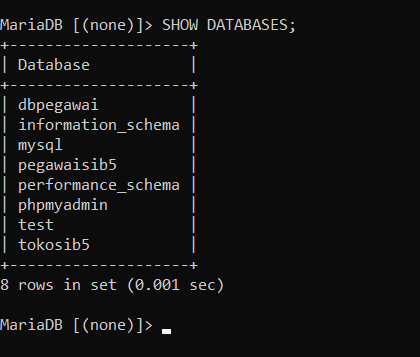 MariaDB [(none)]> SHOW DATABASES;
+--------------------+
| Database           |
+--------------------+
| dbpegawai          |
| information_schema |
| mysql              |
| pegawaisib5        |
| performance_schema |
| phpmyadmin         |
| test               |
| tokosib5           |
+--------------------+
8 rows in set (0.001 sec)
MariaDB [(none)]> _